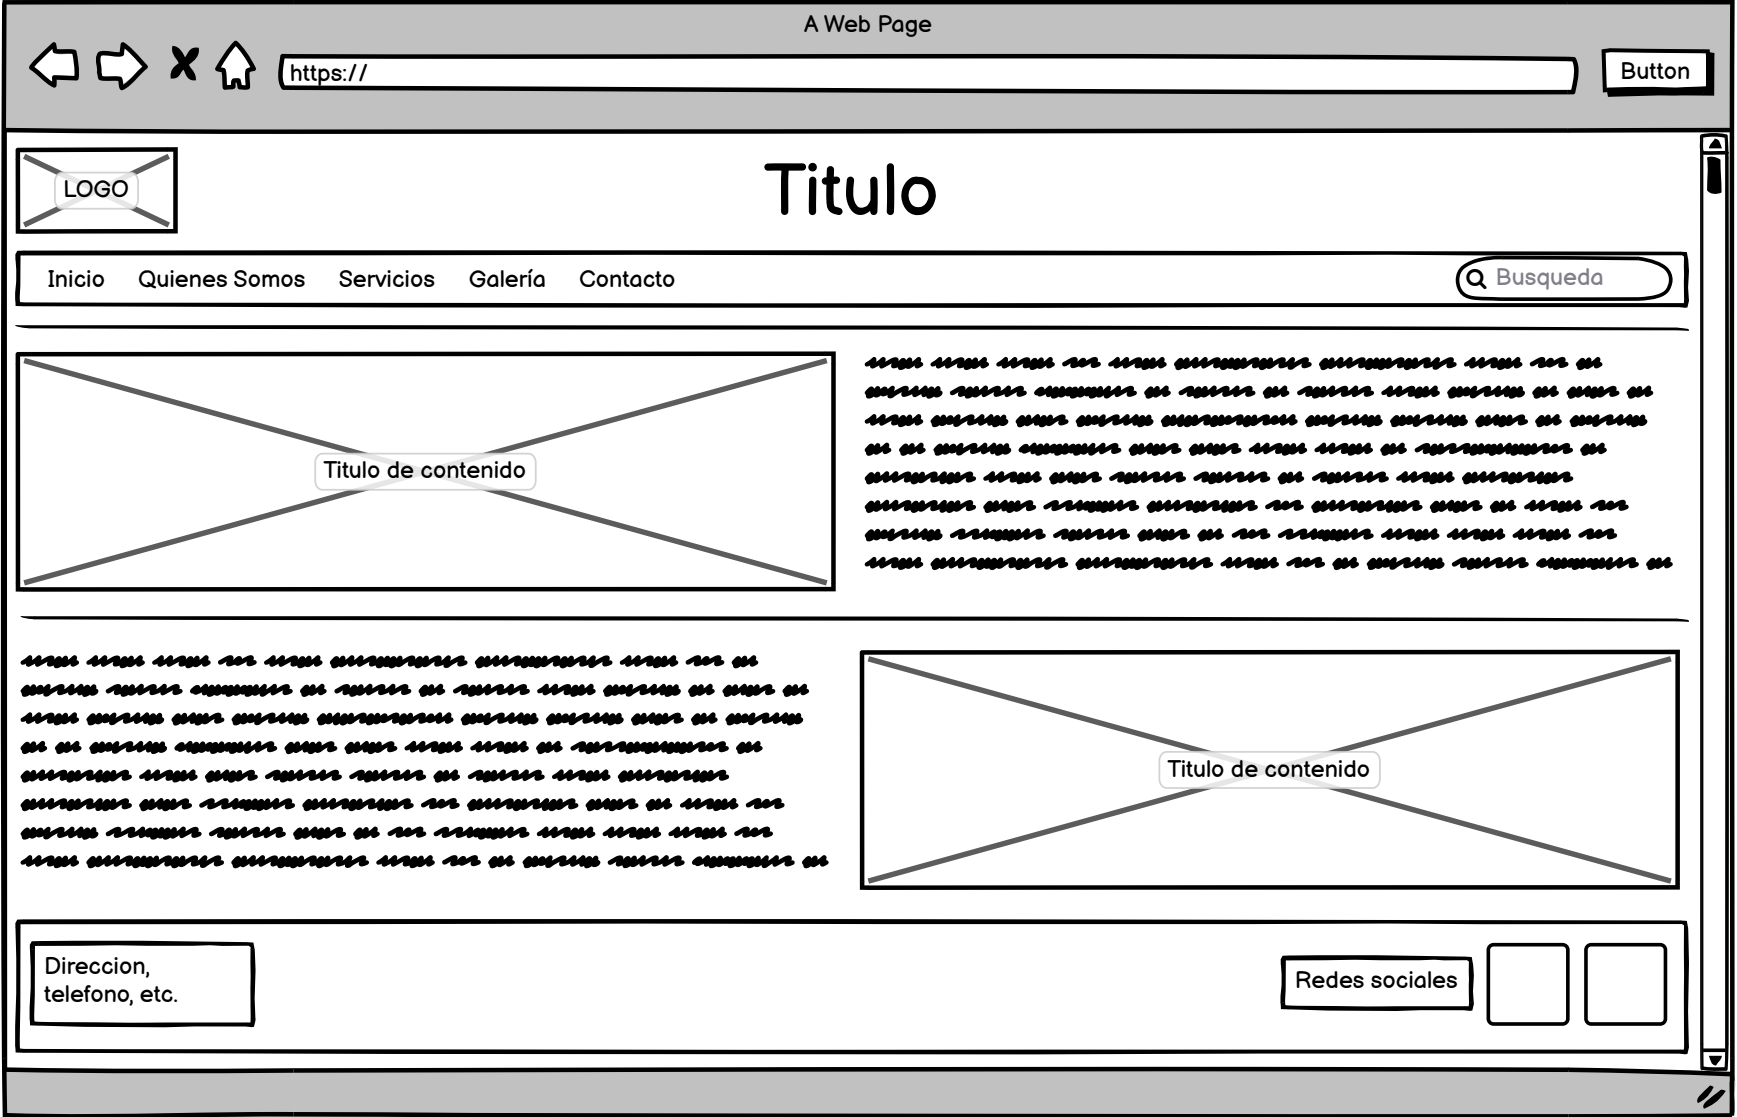 A Web Page
https://
Button
LOGO
Titulo
Inicio Quienes Somos Servicios Galería Contacto
Busqueda
Titulo de contenido
Titulo de contenido
Direccion,
telefono, etc.
Redes sociales